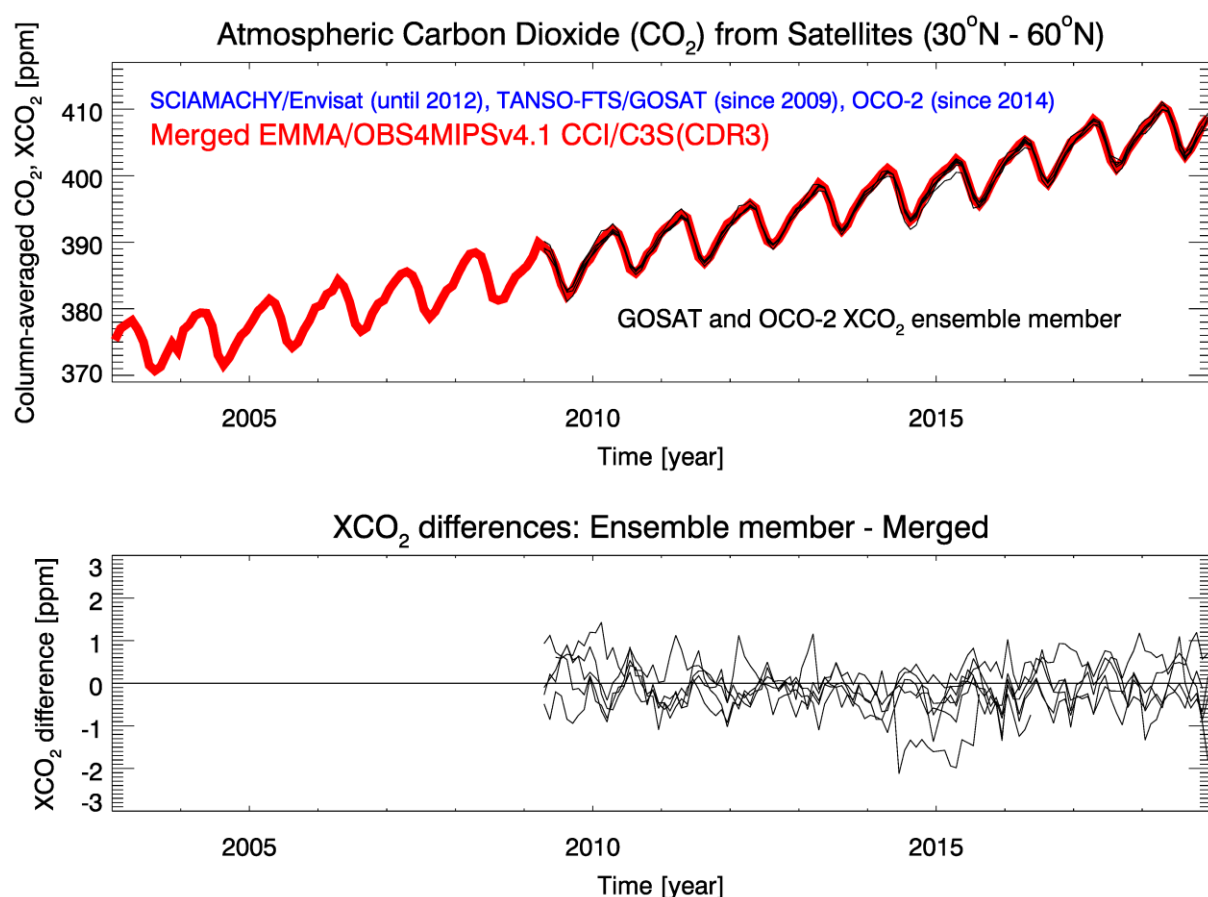 Atmospheric Carbon Dioxide (CO₂) from Satellites (30°N - 60°N)
SCIAMACHY/Envisat (until 2012), TANSO-FTS/GOSAT (since 2009), OCO-2 (since 2014)
Merged EMMA/OBS4MIPSv4.1 CCI/C3S(CDR3)
Column-averaged CO₂, XCO₂ [ppm]
410
400
390
380
370
GOSAT and OCO-2 XCO₂ ensemble member
2005 2010 2015
Time [year]
XCO₂ differences: Ensemble member - Merged
XCO₂ difference [ppm]
3
2
1
0
-1
-2
-3
2005 2010 2015
Time [year]